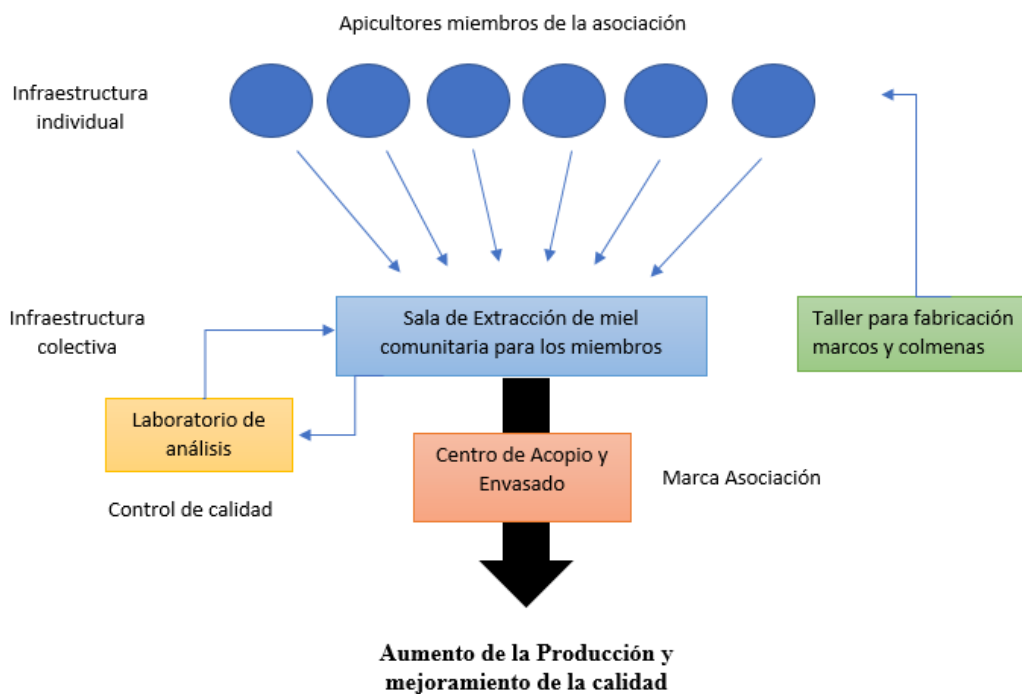 Apicultores miembros de la asociación
Infraestructura
individual
Infraestructura
colectiva
Sala de Extracción de miel
comunitaria para los miembros
Taller para fabricación
marcos y colmenas
Laboratorio de
análisis
Control de calidad
Centro de Acopio y
Envasado
Marca Asociación
Aumento de la Producción y
mejoramiento de la calidad